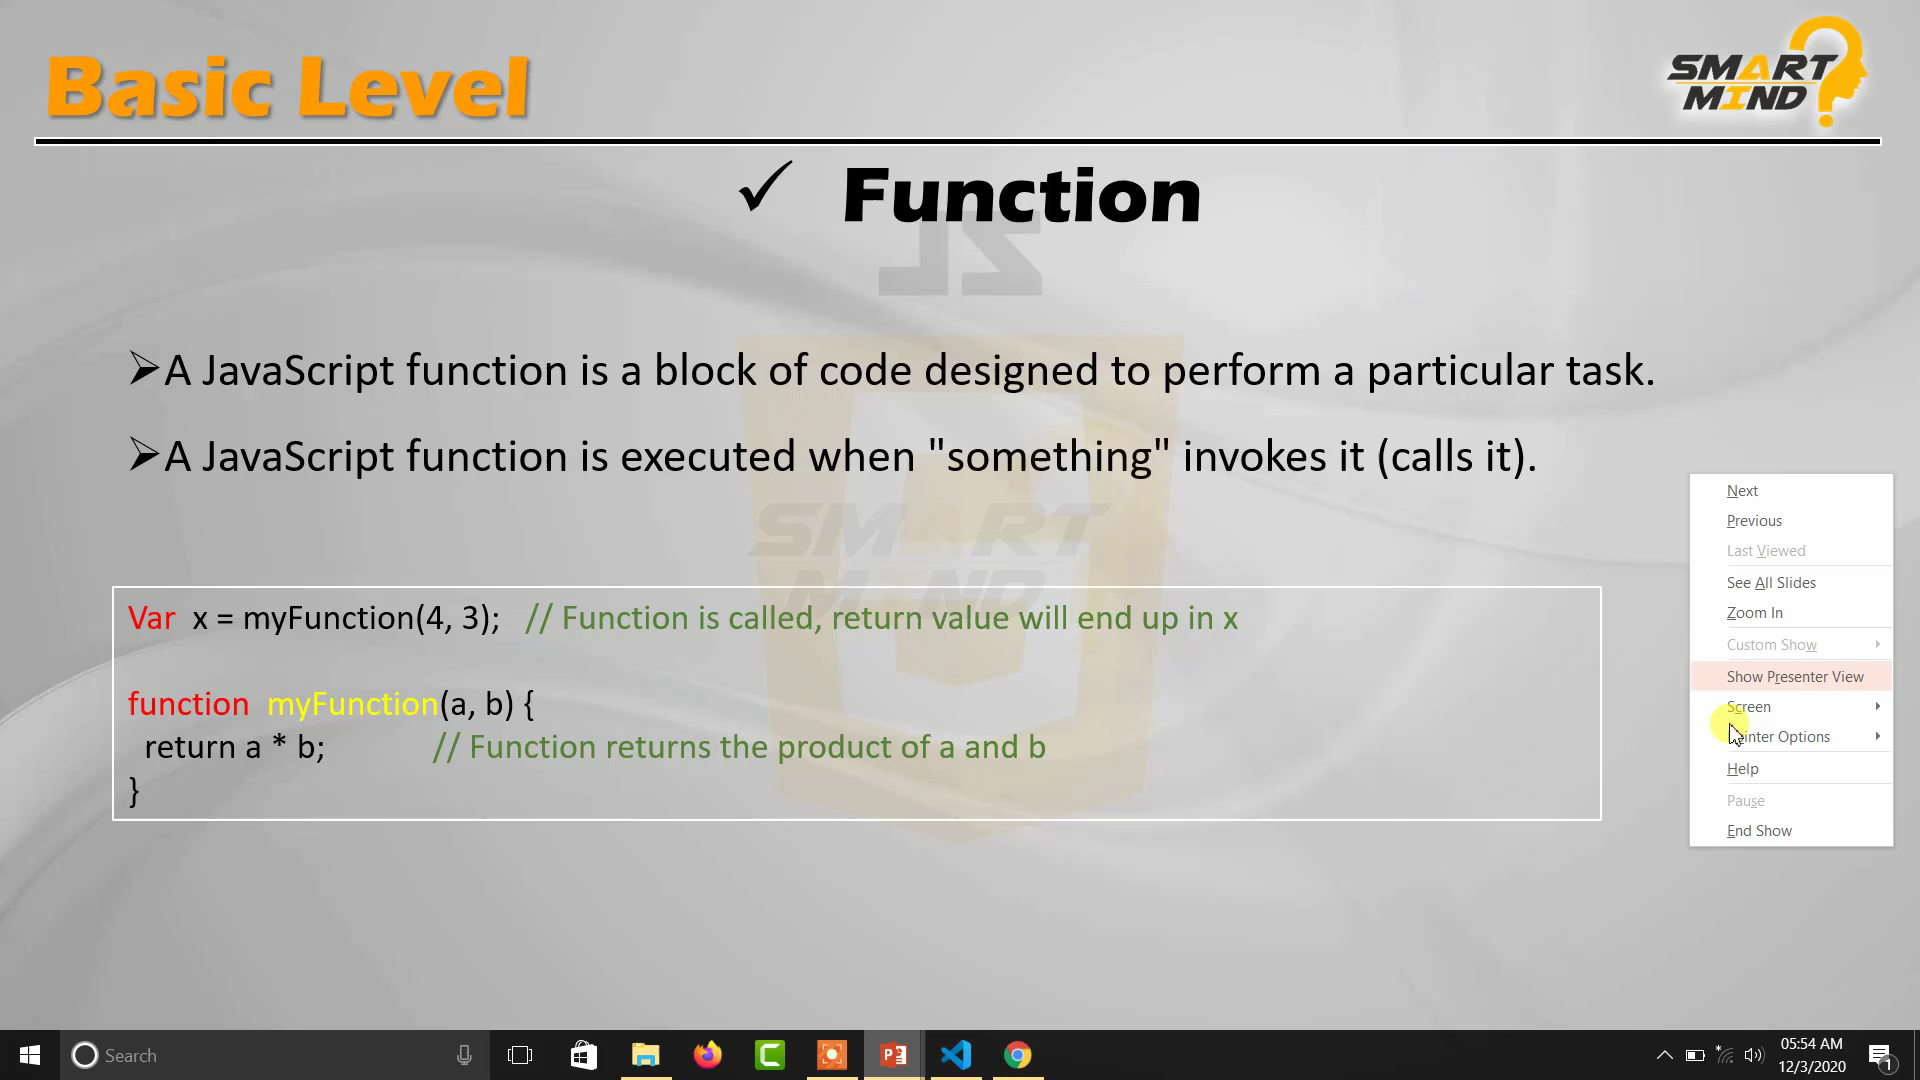 Basic Level
SMART
MIND
✓ Function
JS
➢A JavaScript function is a block of code designed to perform a particular task.
➢A JavaScript function is executed when "something" invokes it (calls it).
SMART
MIND
Var x = myFunction(4, 3); // Function is called, return value will end up in x
function myFunction(a, b) {
return a * b; // Function returns the product of a and b
}
Next
Previous
Last Viewed
See All Slides
Zoom In
Custom Show
Show Presenter View
Screen
Pointer Options
Help
Pause
End Show
Search
05:54 AM
12/3/2020
1